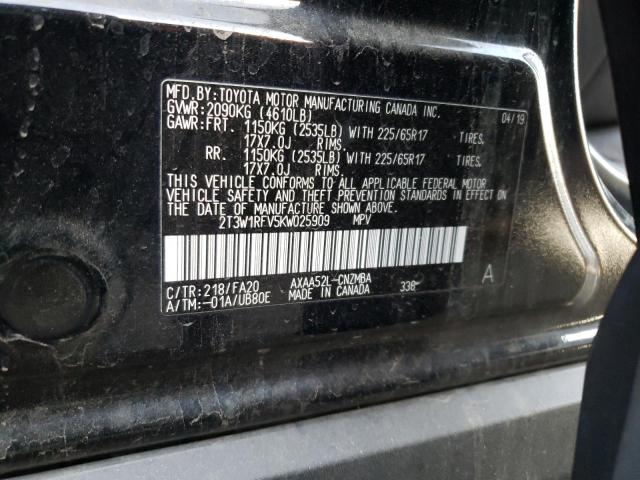 MFD.BY:TOYOTA MOTOR MANUFACTURING CANADA INC. 04/19
GVWR:2090KG (4610LB)
GAWR:FRT. 1150KG (2535LB) WITH 225/65R17 TIRES,
17X7.0J RIMS,
RR. 1150KG (2535LB) WITH 225/65R17 TIRES,
17X7.0J RIMS.
THIS VEHICLE CONFORMS TO ALL APPLICABLE FEDERAL MOTOR
VEHICLE SAFETY AND THEFT PREVENTION STANDARDS IN EFFECT ON
THE DATE OF MANUFACTURE SHOWN ABOVE.
2T3W1RFV5KW025909 MPV
C/TR:218/FA20 AXAA52L-CNZMBA 338- A
A/TM:-01A/UB80E MADE IN CANADA